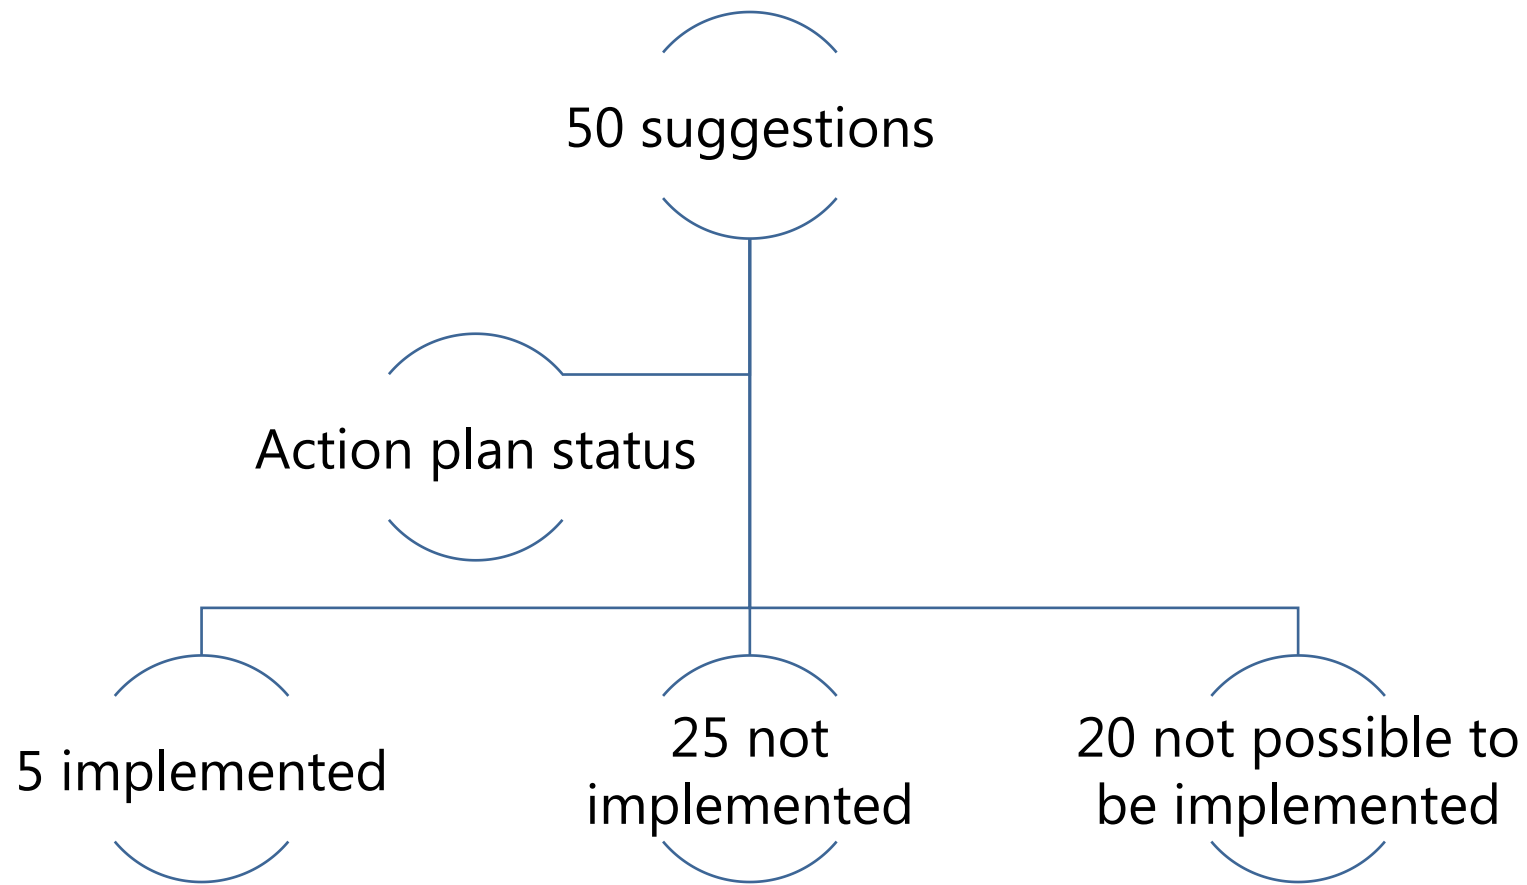 50 suggestions
Action plan status
5 implemented
25 not
implemented
20 not possible to
be implemented